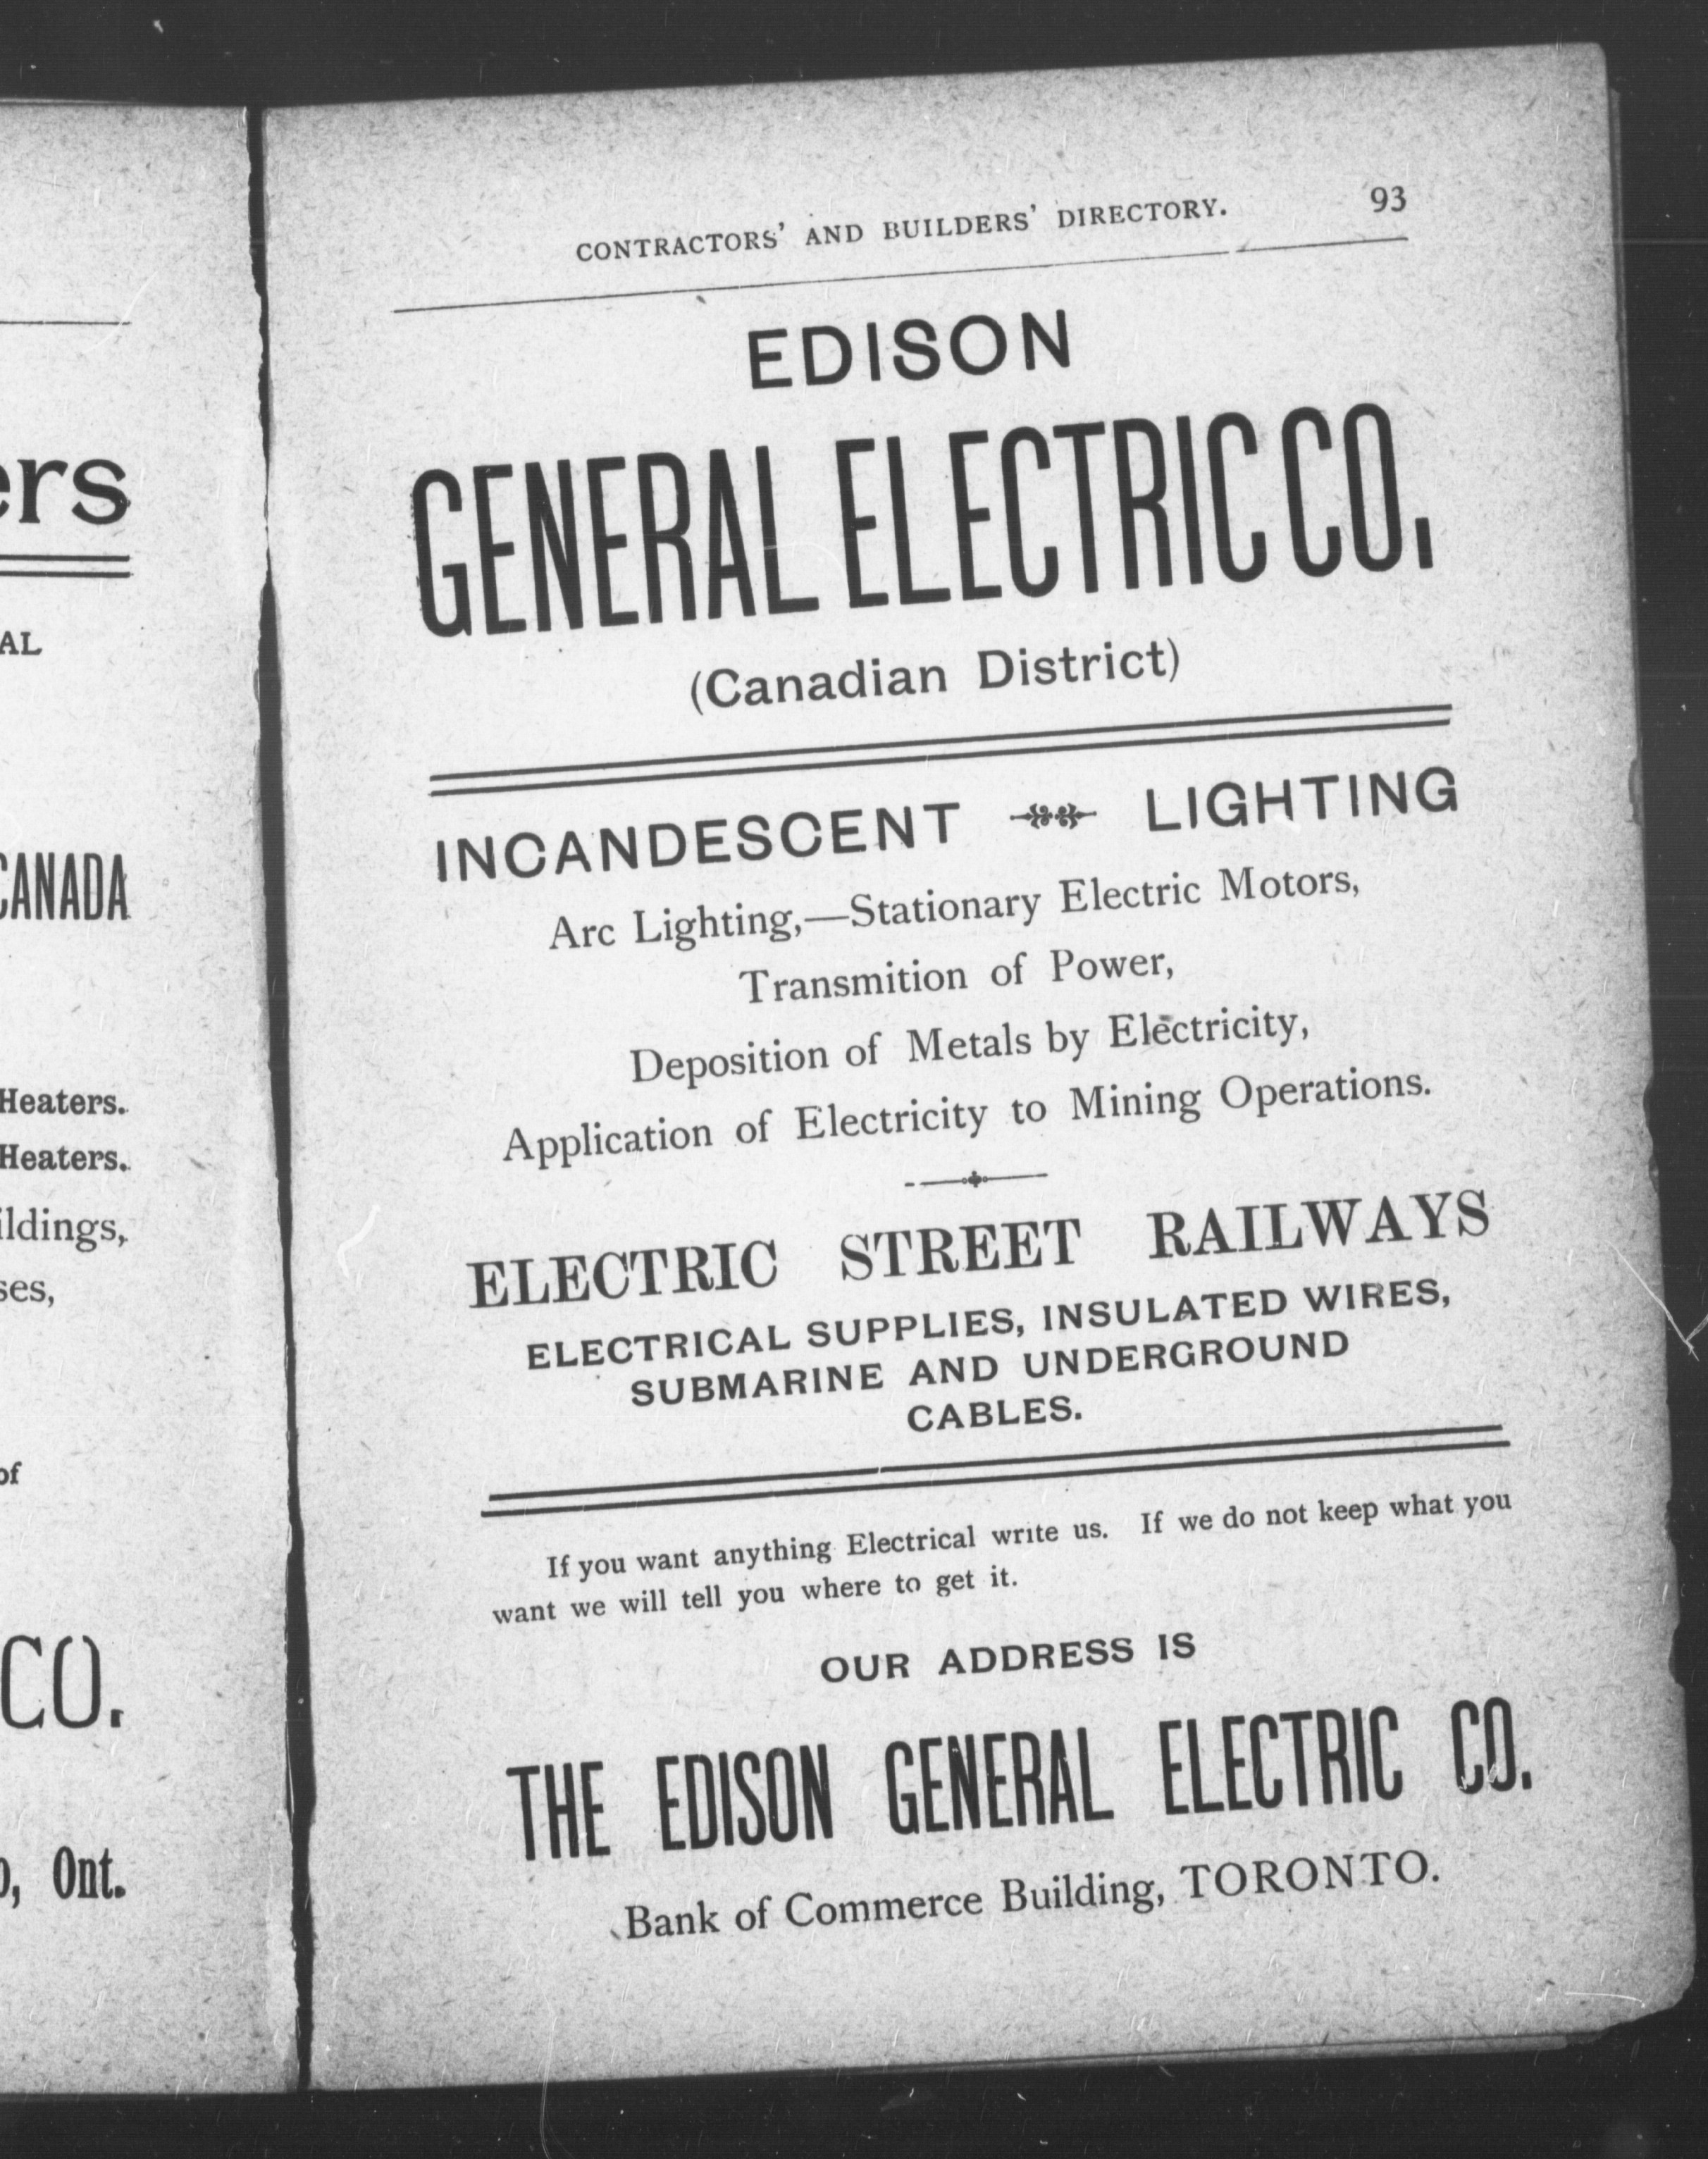 ers
AL
CANADA
Heaters.
Heaters.
ildings,
ses,
of
CO.
o, Ont.
CONTRACTORS' AND BUILDERS' DIRECTORY. 93
EDISON
GENERAL ELECTRIC CO.
(Canadian District)
INCANDESCENT LIGHTING
Arc Lighting,—Stationary Electric Motors,
Transmition of Power,
Deposition of Metals by Electricity,
Application of Electricity to Mining Operations.
ELECTRIC STREET RAILWAYS
ELECTRICAL SUPPLIES, INSULATED WIRES,
SUBMARINE AND UNDERGROUND
CABLES.
If you want anything Electrical write us. If we do not keep what you
want we will tell you where to get it.
OUR ADDRESS IS
THE EDISON GENERAL ELECTRIC CO.
Bank of Commerce Building, TORONTO.